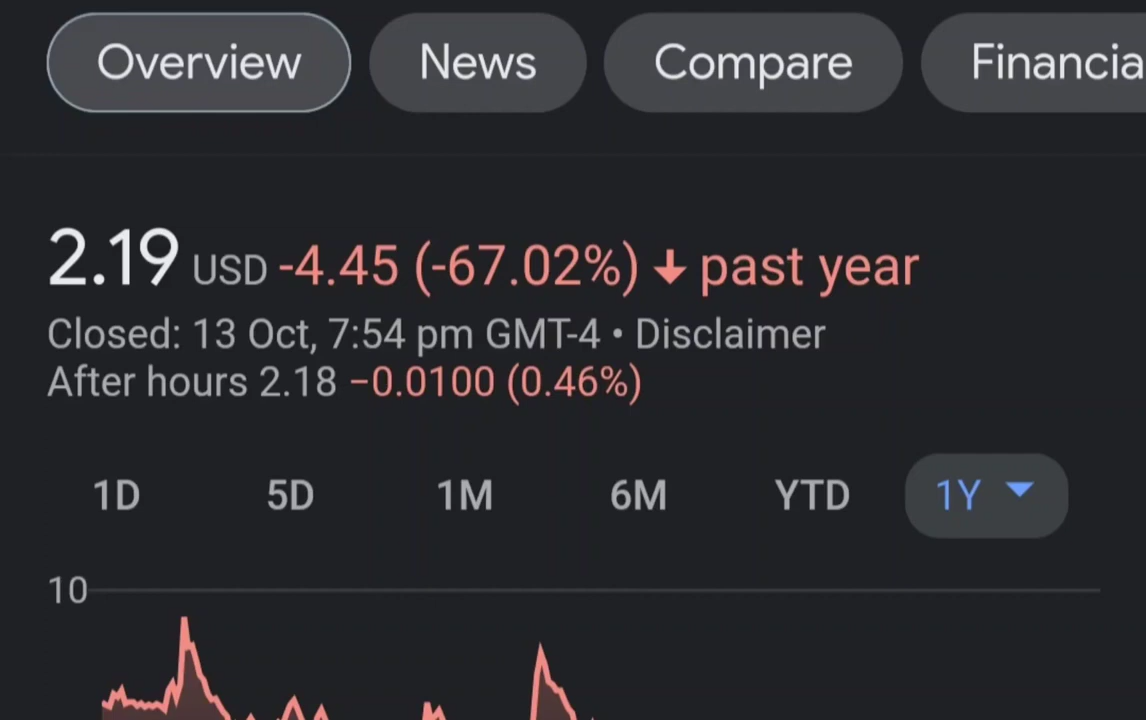 Overview News Compare Financia
2.19 USD -4.45 (-67.02%) ↓ past year
Closed: 13 Oct, 7:54 pm GMT-4 • Disclaimer
After hours 2.18 −0.0100 (0.46%)
1D 5D 1M 6M YTD 1Y
10